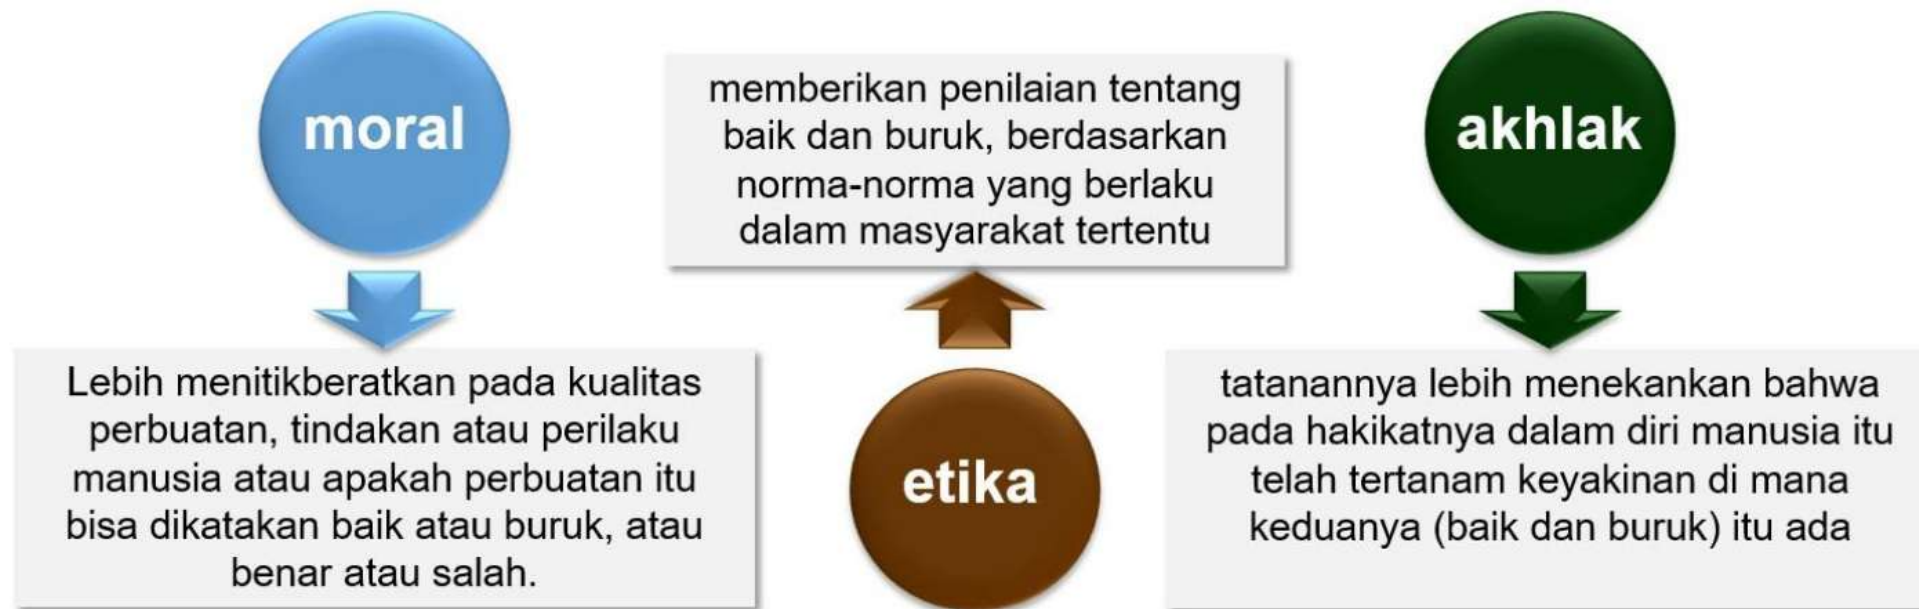 moral
Lebih menitikberatkan pada kualitas
perbuatan, tindakan atau perilaku
manusia atau apakah perbuatan itu
bisa dikatakan baik atau buruk, atau
benar atau salah.
memberikan penilaian tentang
baik dan buruk, berdasarkan
norma-norma yang berlaku
dalam masyarakat tertentu
etika
akhlak
tatanannya lebih menekankan bahwa
pada hakikatnya dalam diri manusia itu
telah tertanam keyakinan di mana
keduanya (baik dan buruk) itu ada